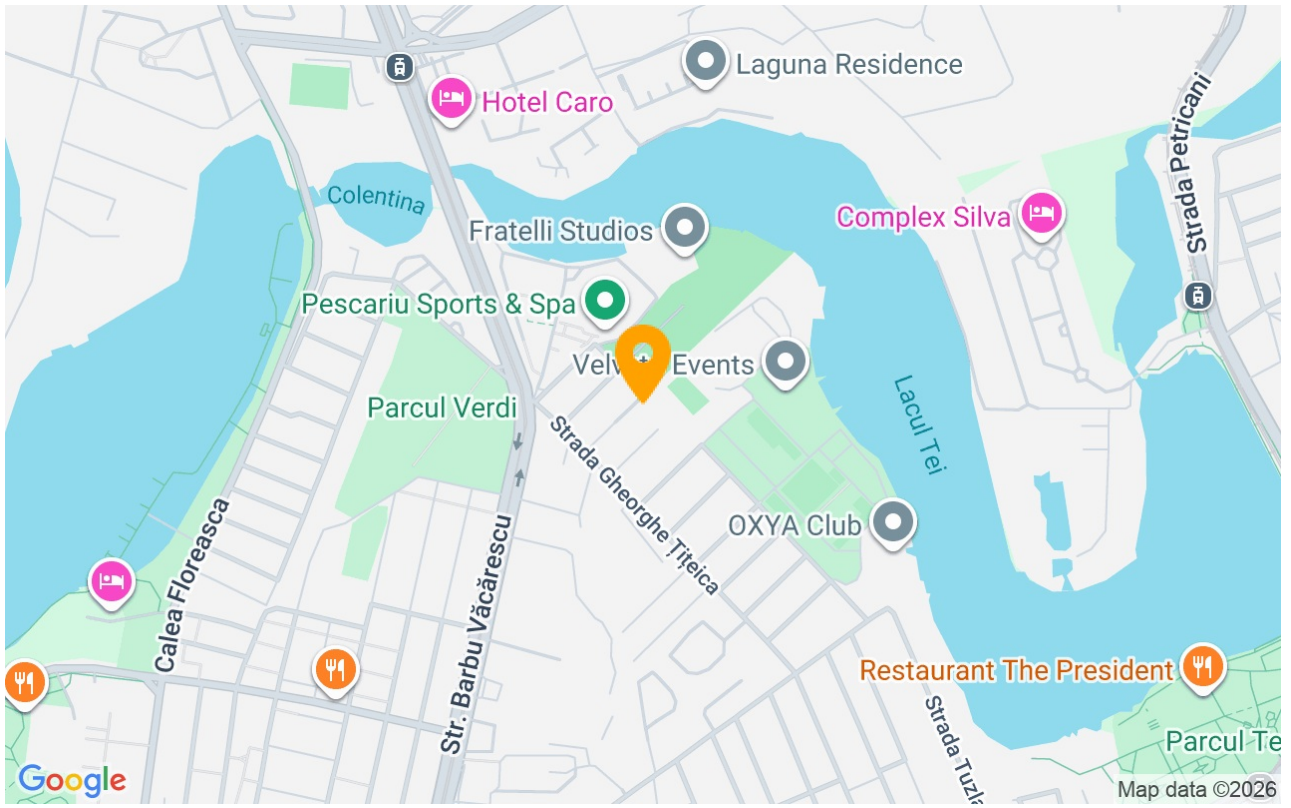 Laguna Residence
Hotel Caro
Strada Petricani
Colentina
Complex Silva
Fratelli Studios
Pescariu Sports & Spa
Events
Parcul Verdi
Lacul Tei
Strada Gheorghe Țițeica
Calea Floreasca
Str. Barbu Văcărescu
OXYA Club
Restaurant The President
Strada Tuzla
Parcul Te
Google
Map data ©2026